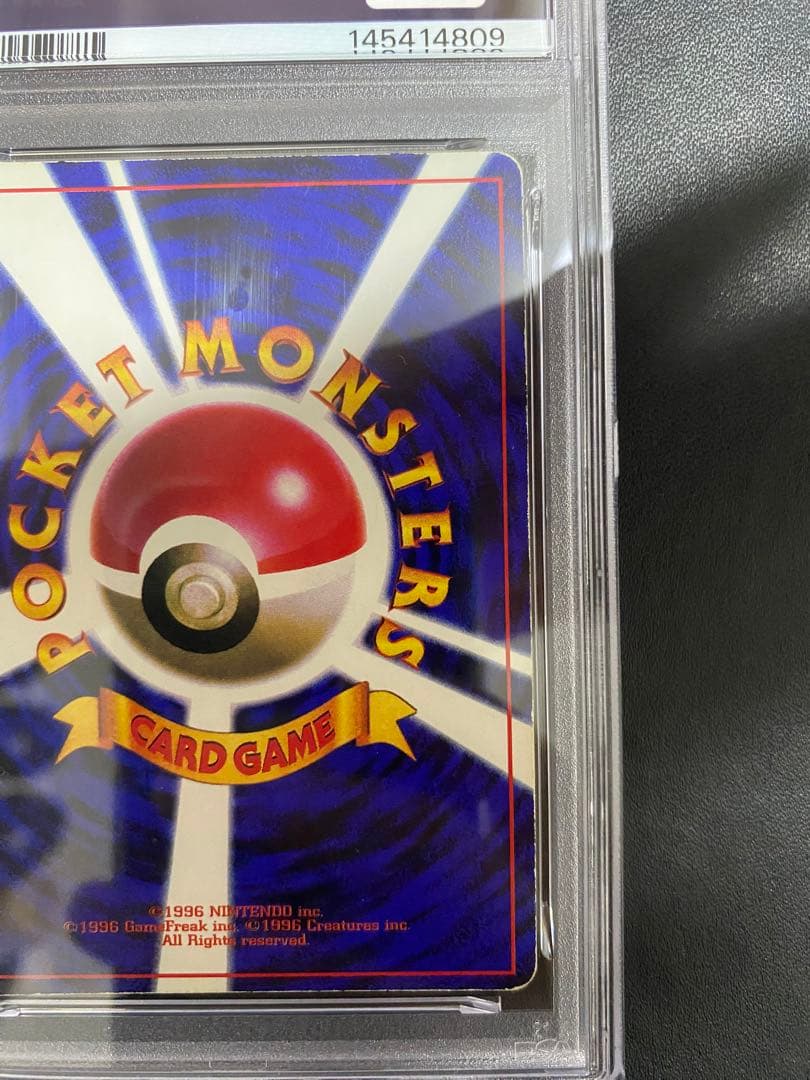 145414809
POCKET MONSTERS
CARD GAME
©1996 NINTENDO inc.
©1996 GameFreak inc. ©1996 Creatures inc.
All Rights reserved.